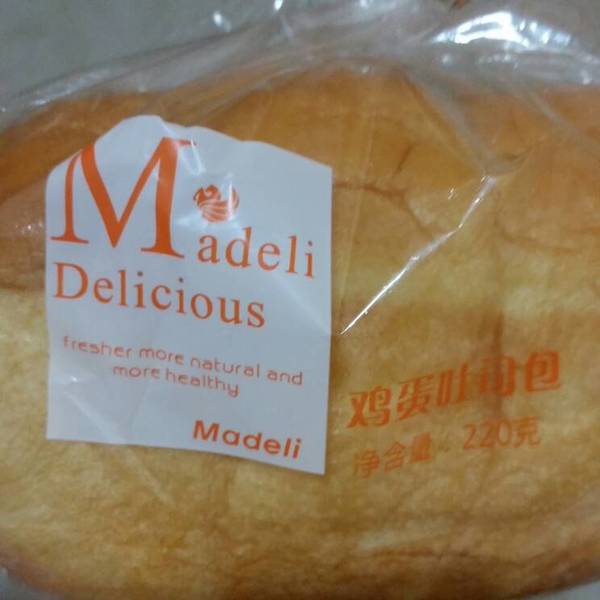 Madeli
Delicious
fresher more natural and
more healthy
Madeli
鸡蛋吐司包
净含量：220克